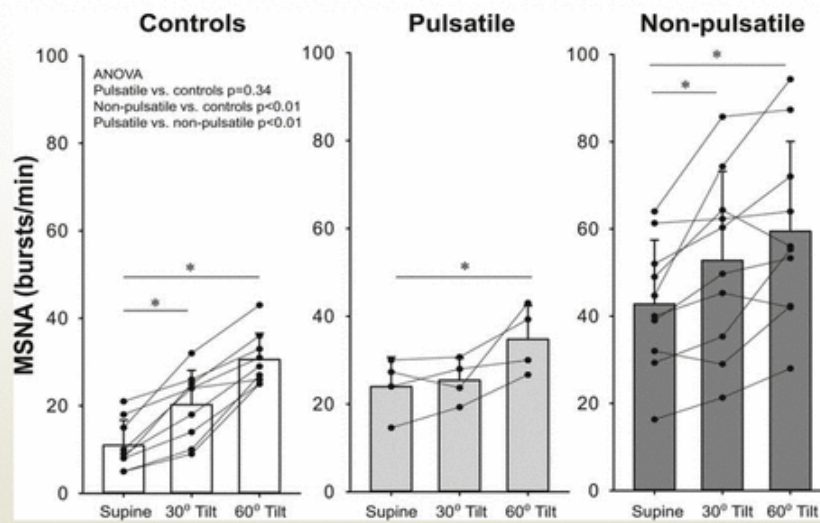 Controls
Pulsatile
Non-pulsatile
ANOVA
Pulsatile vs. controls p=0.34
Non-pulsatile vs. controls p<0.01
Pulsatile vs. non-pulsatile p<0.01
MSNA (bursts/min)
100
80
60
40
20
0
*
*
Supine 30° Tilt 60° Tilt
100
80
60
40
20
0
*
Supine 30° Tilt 60° Tilt
100
80
60
40
20
0
*
*
Supine 30° Tilt 60° Tilt